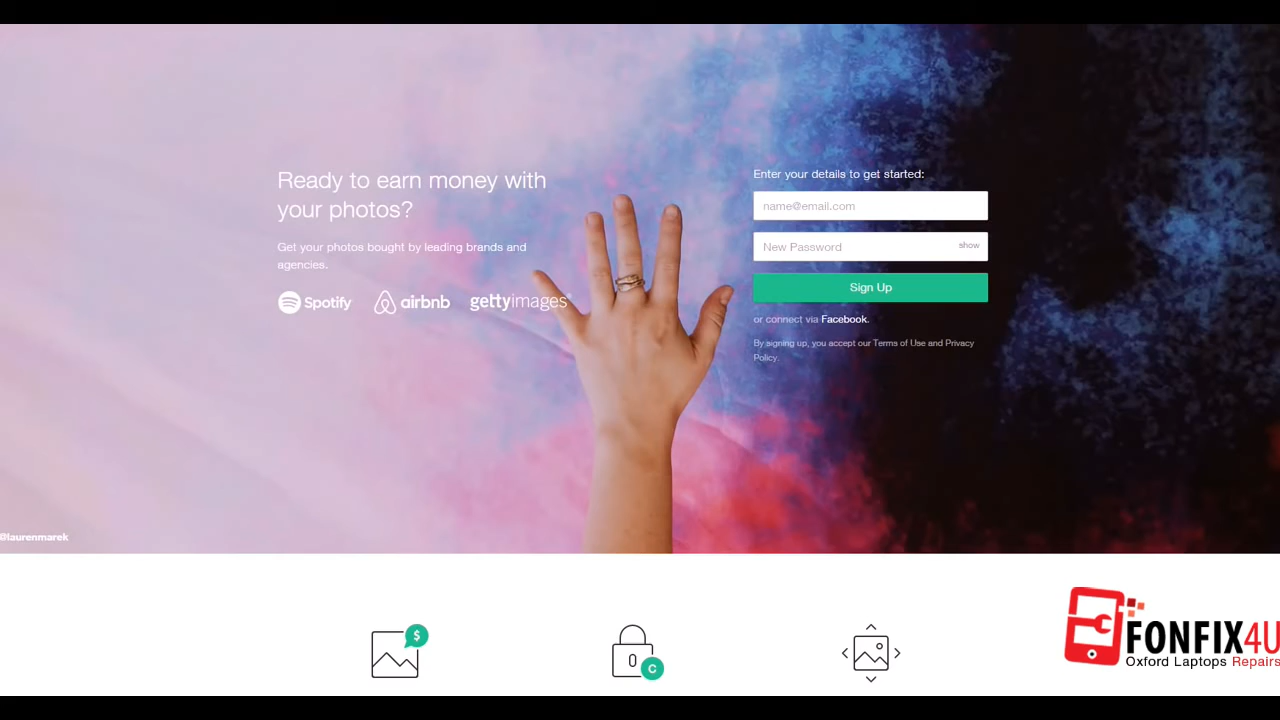 Ready to earn money with
your photos?
Get your photos bought by leading brands and
agencies.
Spotify airbnb gettyimages®
Enter your details to get started:
name@email.com
New Password show
Sign Up
or connect via Facebook.
By signing up, you accept our Terms of Use and Privacy
Policy.
@laurenmarek
$
C
FONFIX4U
Oxford Laptops Repairs